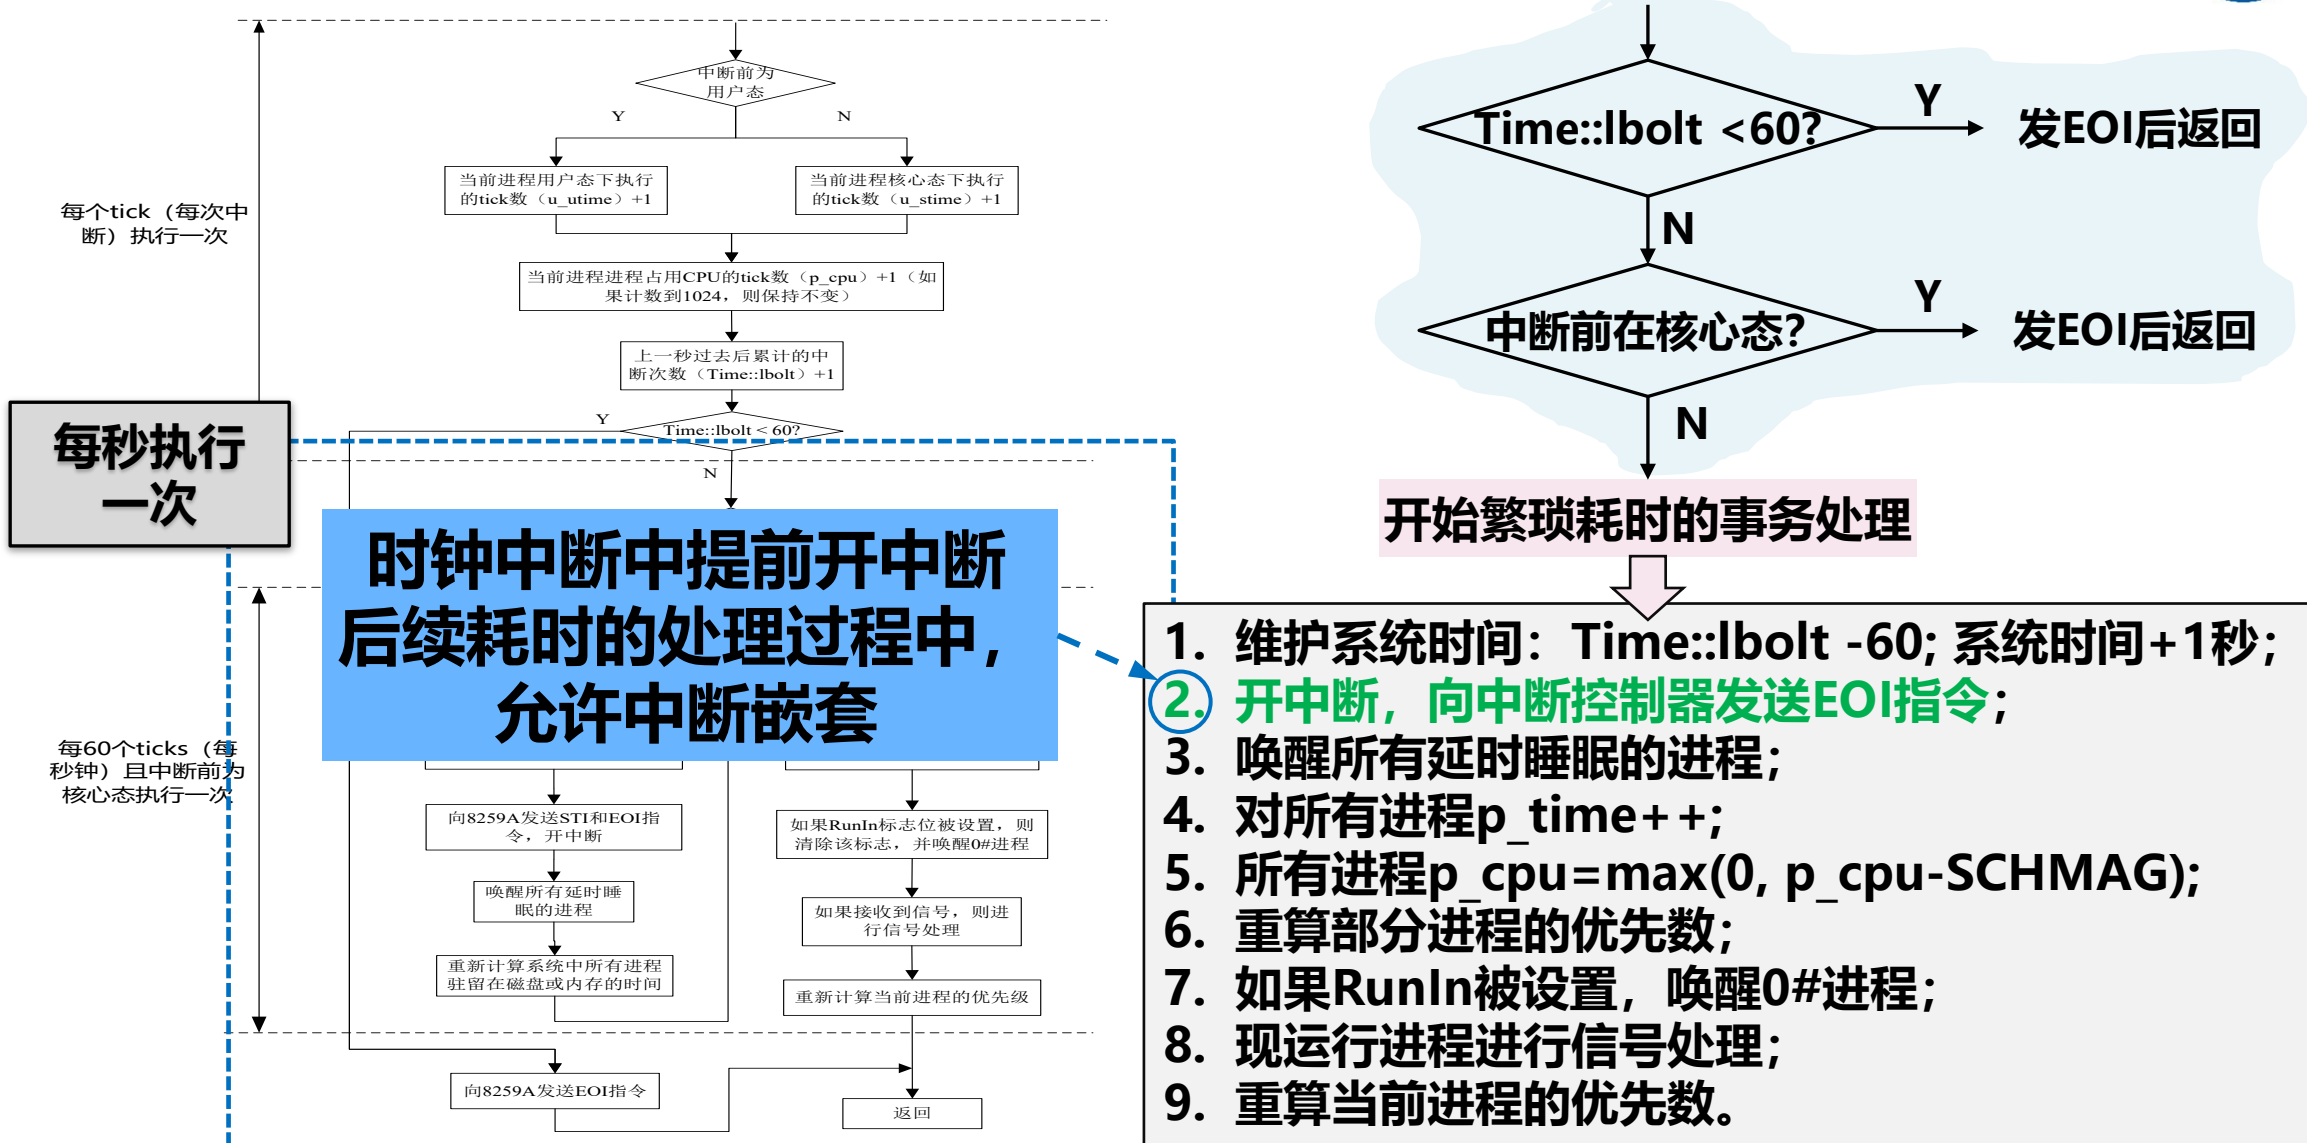 中断前为
用户态
Y
N
当前进程用户态下执行
的tick数（u_utime）+1
当前进程核心态下执行
的tick数（u_stime）+1
每个tick（每次中
断）执行一次
当前进程进程占用CPU的tick数（p_cpu）+1（如
果计数到1024，则保持不变）
上一秒过去后累计的中
断次数（Time::lbolt）+1
Y
Time::lbolt < 60?
N
每秒执行
一次
时钟中断中提前开中断
后续耗时的处理过程中，
允许中断嵌套
每60个ticks（每
秒钟）且中断前为
核心态执行一次
向8259A发送STI和EOI指
令，开中断
唤醒所有延时睡
眠的进程
重新计算系统中所有进程
驻留在磁盘或内存的时间
如果RunIn标志位被设置，则
清除该标志，并唤醒0#进程
如果接收到信号，则进
行信号处理
重新计算当前进程的优先级
向8259A发送EOI指令
返回
Time::lbolt <60?
Y
发EOI后返回
N
中断前在核心态?
Y
发EOI后返回
N
开始繁琐耗时的事务处理
1. 维护系统时间：Time::lbolt -60; 系统时间+1秒；
2. 开中断，向中断控制器发送EOI指令；
3. 唤醒所有延时睡眠的进程；
4. 对所有进程p_time++;
5. 所有进程p_cpu=max(0, p_cpu-SCHMAG);
6. 重算部分进程的优先数；
7. 如果RunIn被设置，唤醒0#进程；
8. 现运行进程进行信号处理；
9. 重算当前进程的优先数。